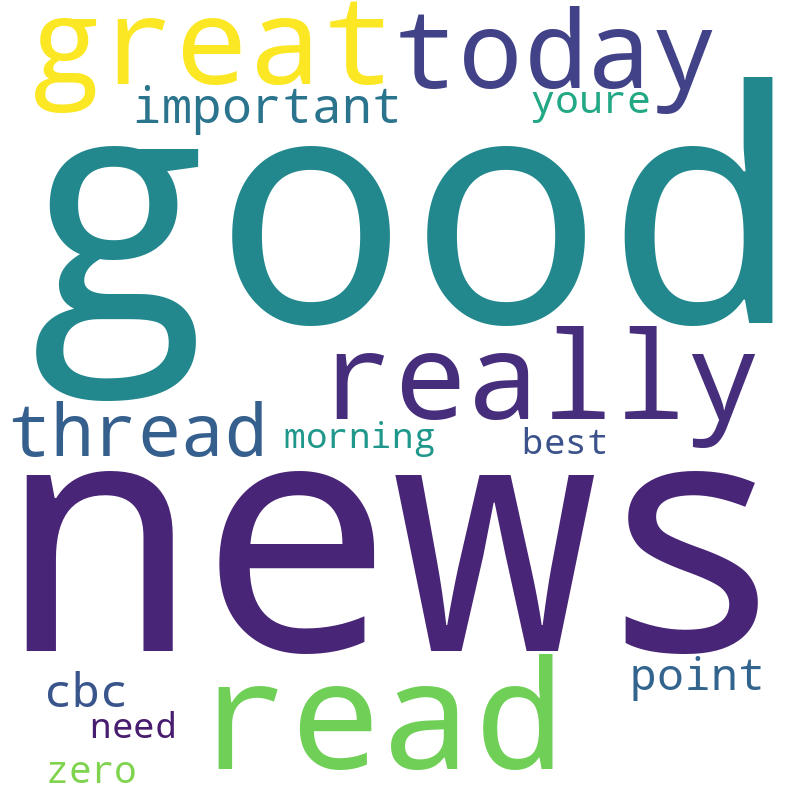 great today
important youre
good
really
thread morning best
news
read point
cbc
need
zero